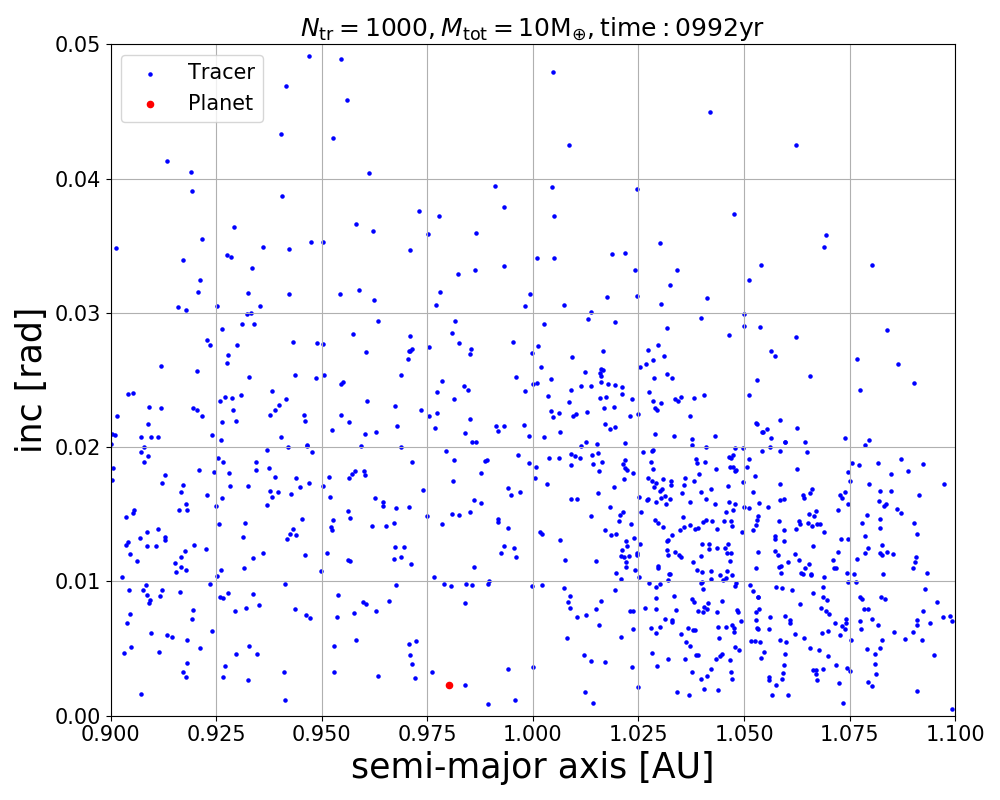 N_tr = 1000, M_tot = 10M_⊕, time : 0992yr
0.05
Tracer
Planet
0.04
0.03
inc [rad]
0.02
0.01
0.00
0.900 0.925 0.950 0.975 1.000 1.025 1.050 1.075 1.100
semi-major axis [AU]